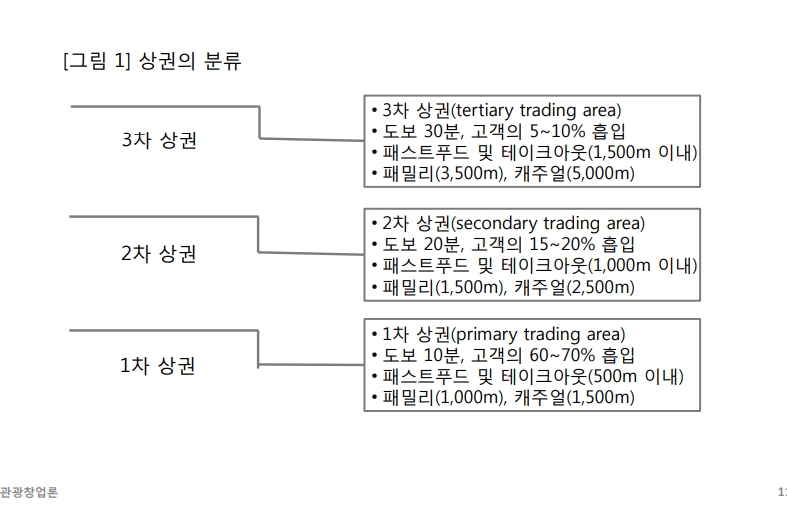 [그림 1] 상권의 분류
3차 상권
• 3차 상권(tertiary trading area)
• 도보 30분, 고객의 5~10% 흡입
• 패스트푸드 및 테이크아웃(1,500m 이내)
• 패밀리(3,500m), 캐주얼(5,000m)
2차 상권
• 2차 상권(secondary trading area)
• 도보 20분, 고객의 15~20% 흡입
• 패스트푸드 및 테이크아웃(1,000m 이내)
• 패밀리(1,500m), 캐주얼(2,500m)
1차 상권
• 1차 상권(primary trading area)
• 도보 10분, 고객의 60~70% 흡입
• 패스트푸드 및 테이크아웃(500m 이내)
• 패밀리(1,000m), 캐주얼(1,500m)
관광창업론